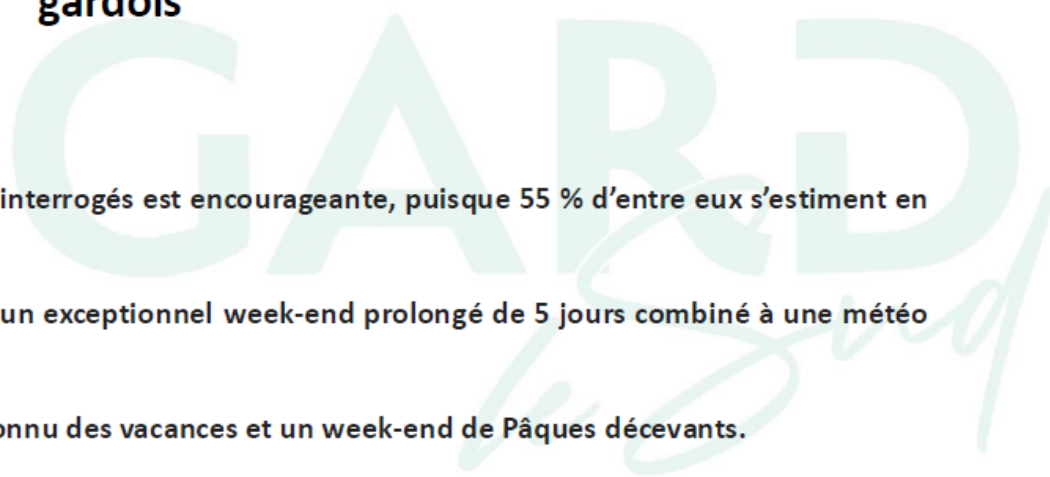 gardois
GARD
le Sud
interrogés est encourageante, puisque 55 % d’entre eux s’estiment en
un exceptionnel week-end prolongé de 5 jours combiné à une météo
onnu des vacances et un week-end de Pâques décevants.